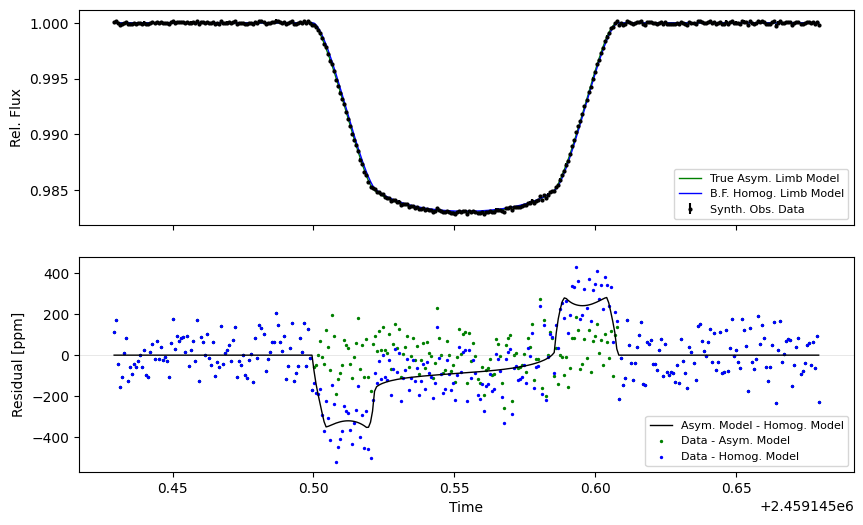 1.000
0.995
0.990
0.985
Rel. Flux
True Asym. Limb Model
B.F. Homog. Limb Model
Synth. Obs. Data
400
200
0
−200
−400
Residual [ppm]
Asym. Model - Homog. Model
Data - Asym. Model
Data - Homog. Model
0.45 0.50 0.55 0.60 0.65
Time
+2.459145e6